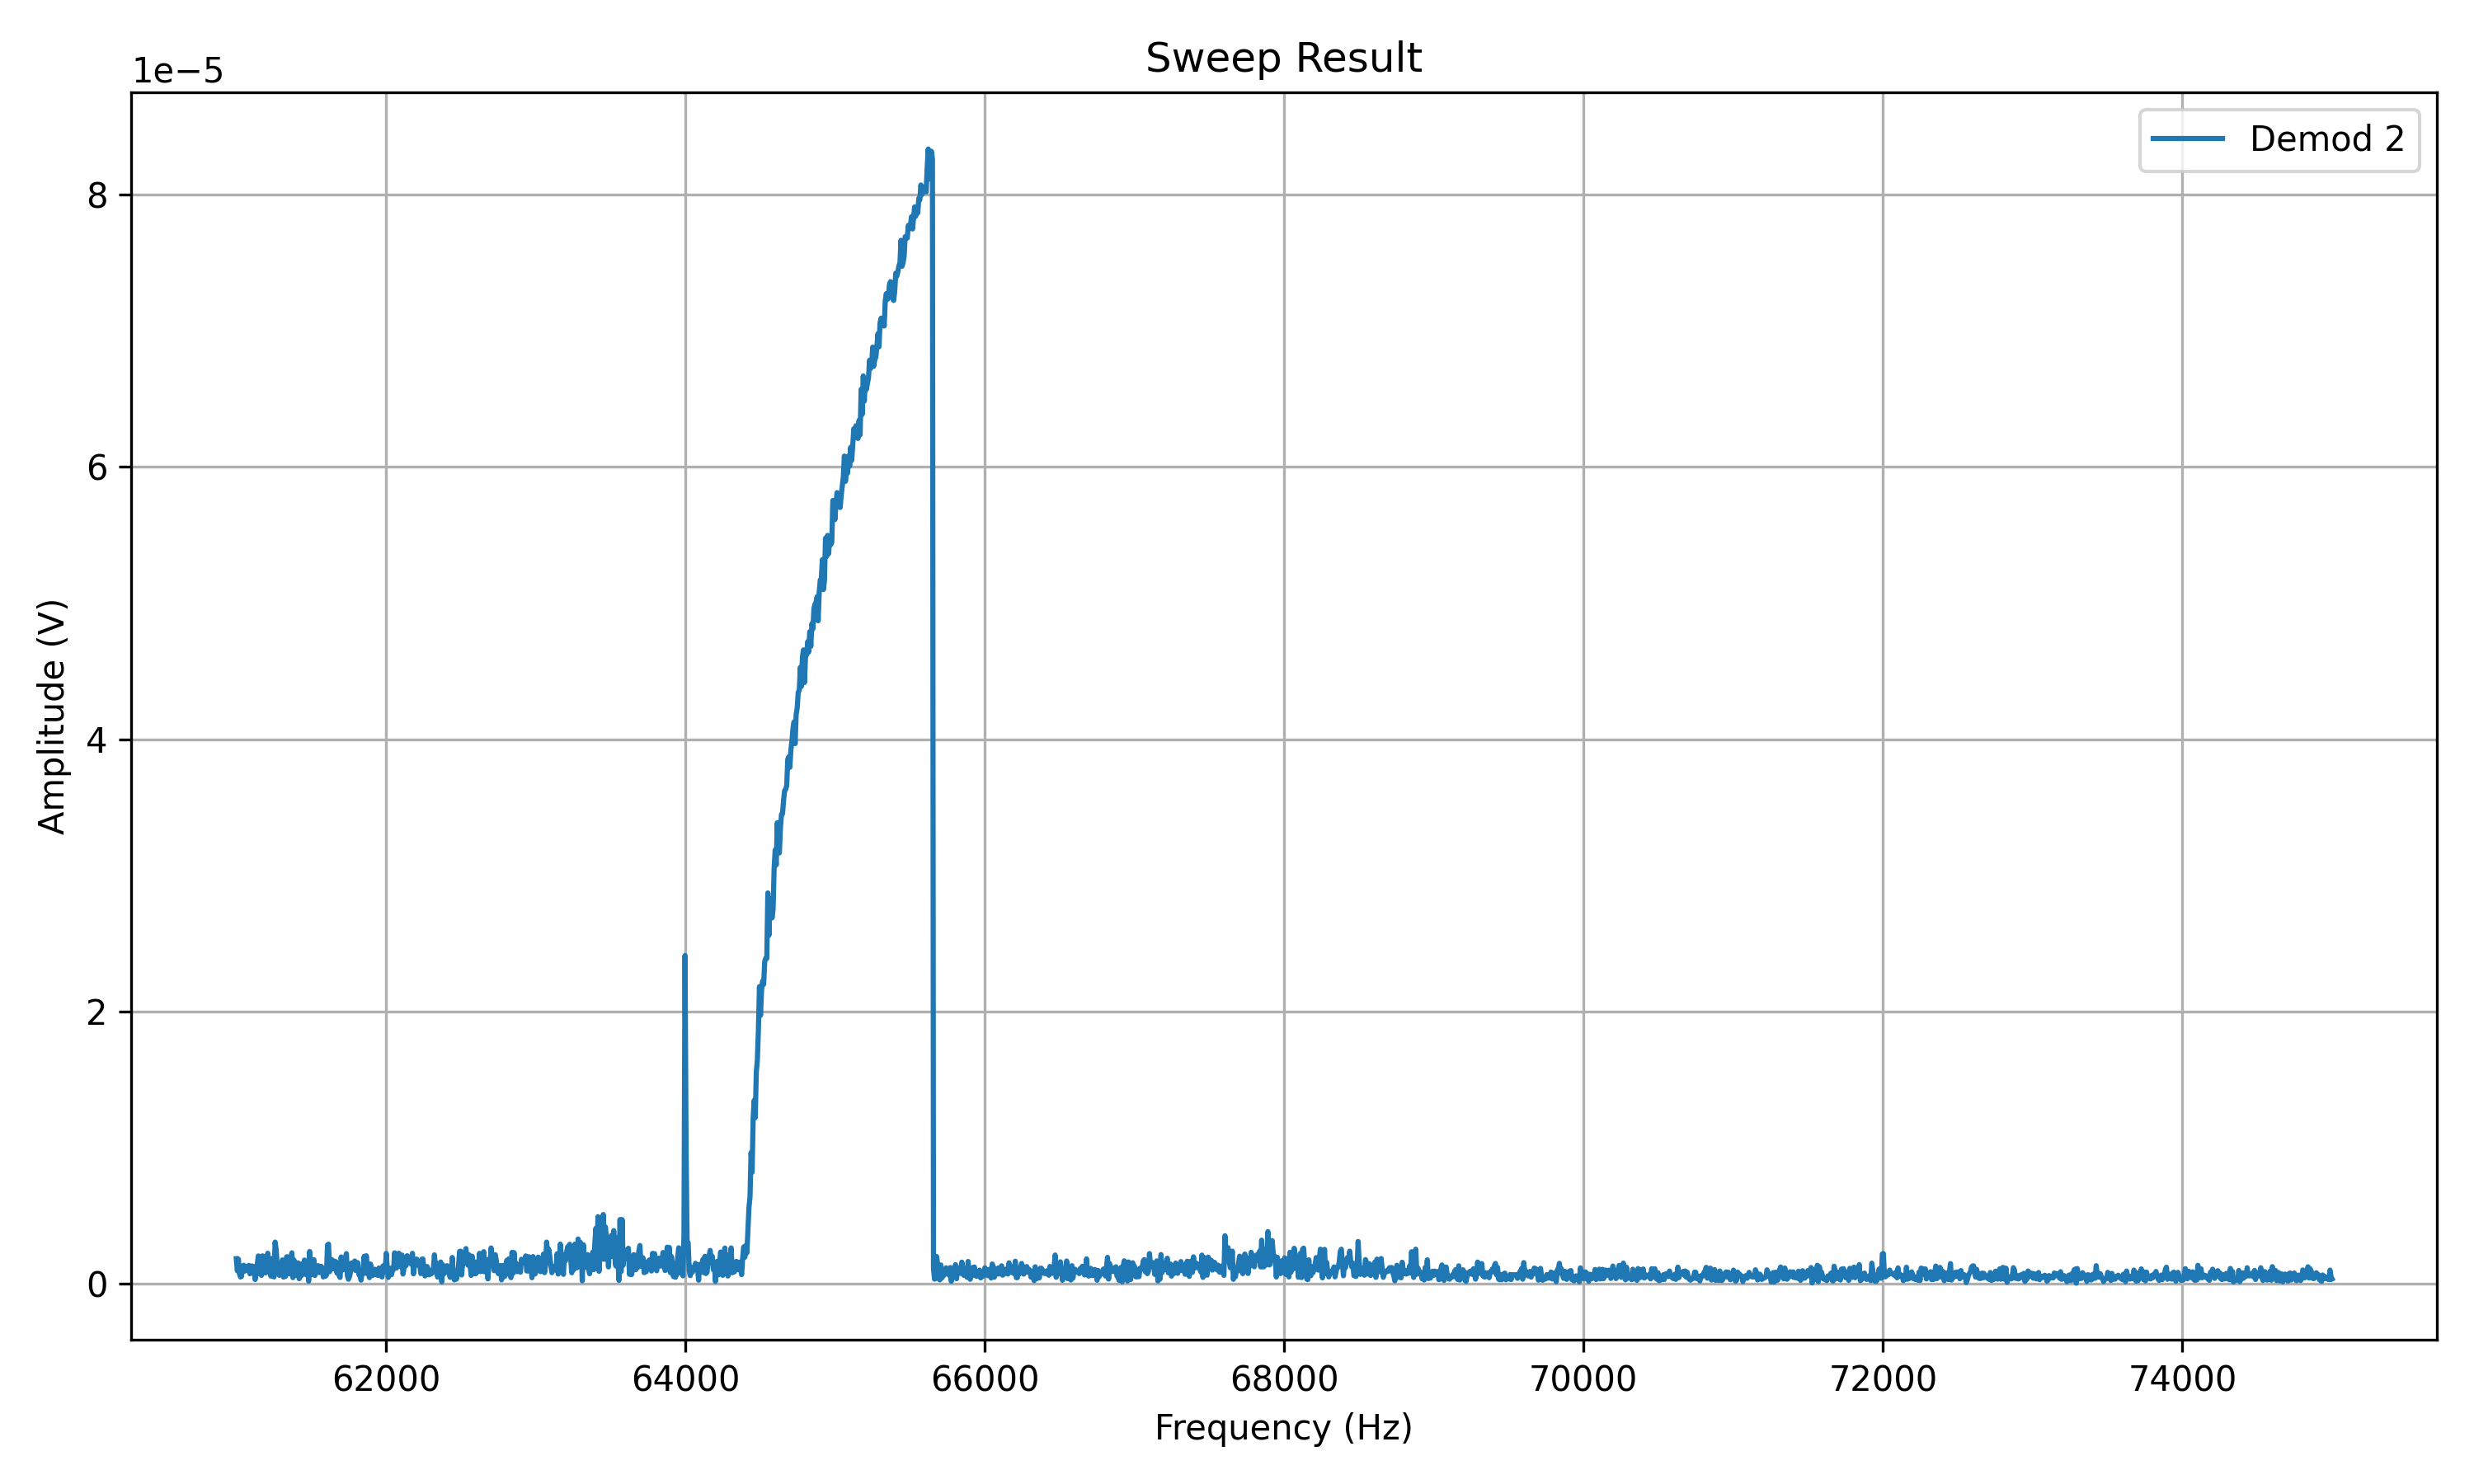 Sweep Result
1e−5
Demod 2
8
6
4
2
0
Amplitude (V)
62000 64000 66000 68000 70000 72000 74000
Frequency (Hz)